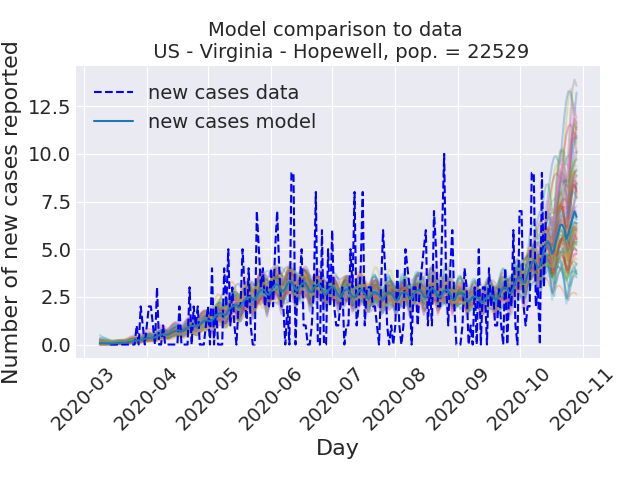 Model comparison to data
US - Virginia - Hopewell, pop. = 22529
new cases data
new cases model
Number of new cases reported
12.5
10.0
7.5
5.0
2.5
0.0
2020-03
2020-04
2020-05
2020-06
2020-07
2020-08
2020-09
2020-10
2020-11
Day